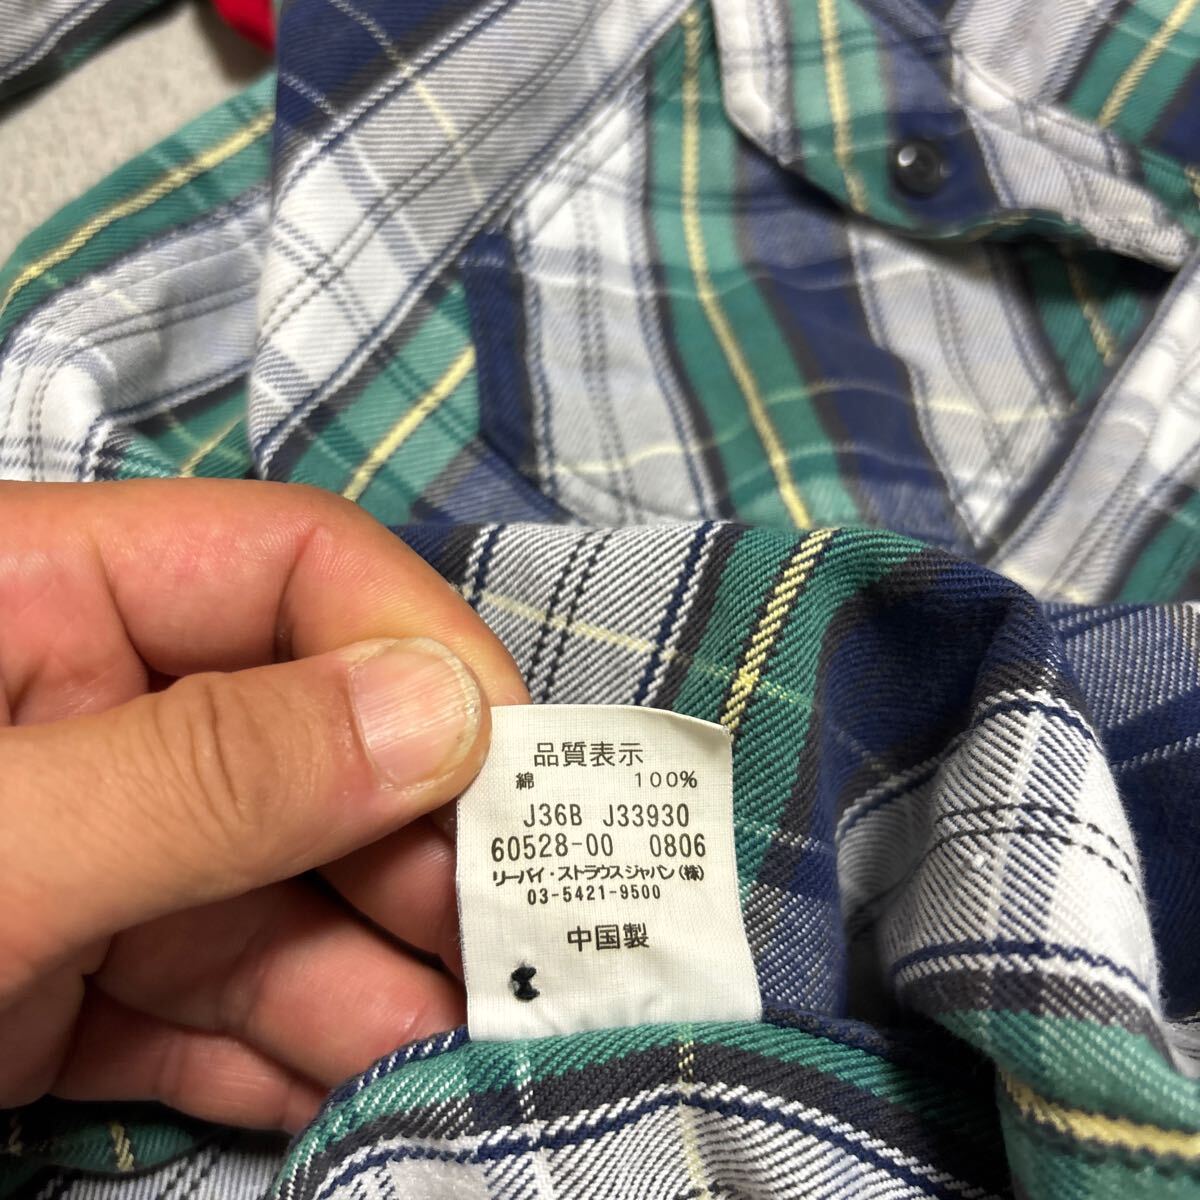 品質表示
綿 100%
J36B J33930
60528-00 0806
リーバイ・ストラウスジャパン(株)
03-5421-9500
中国製